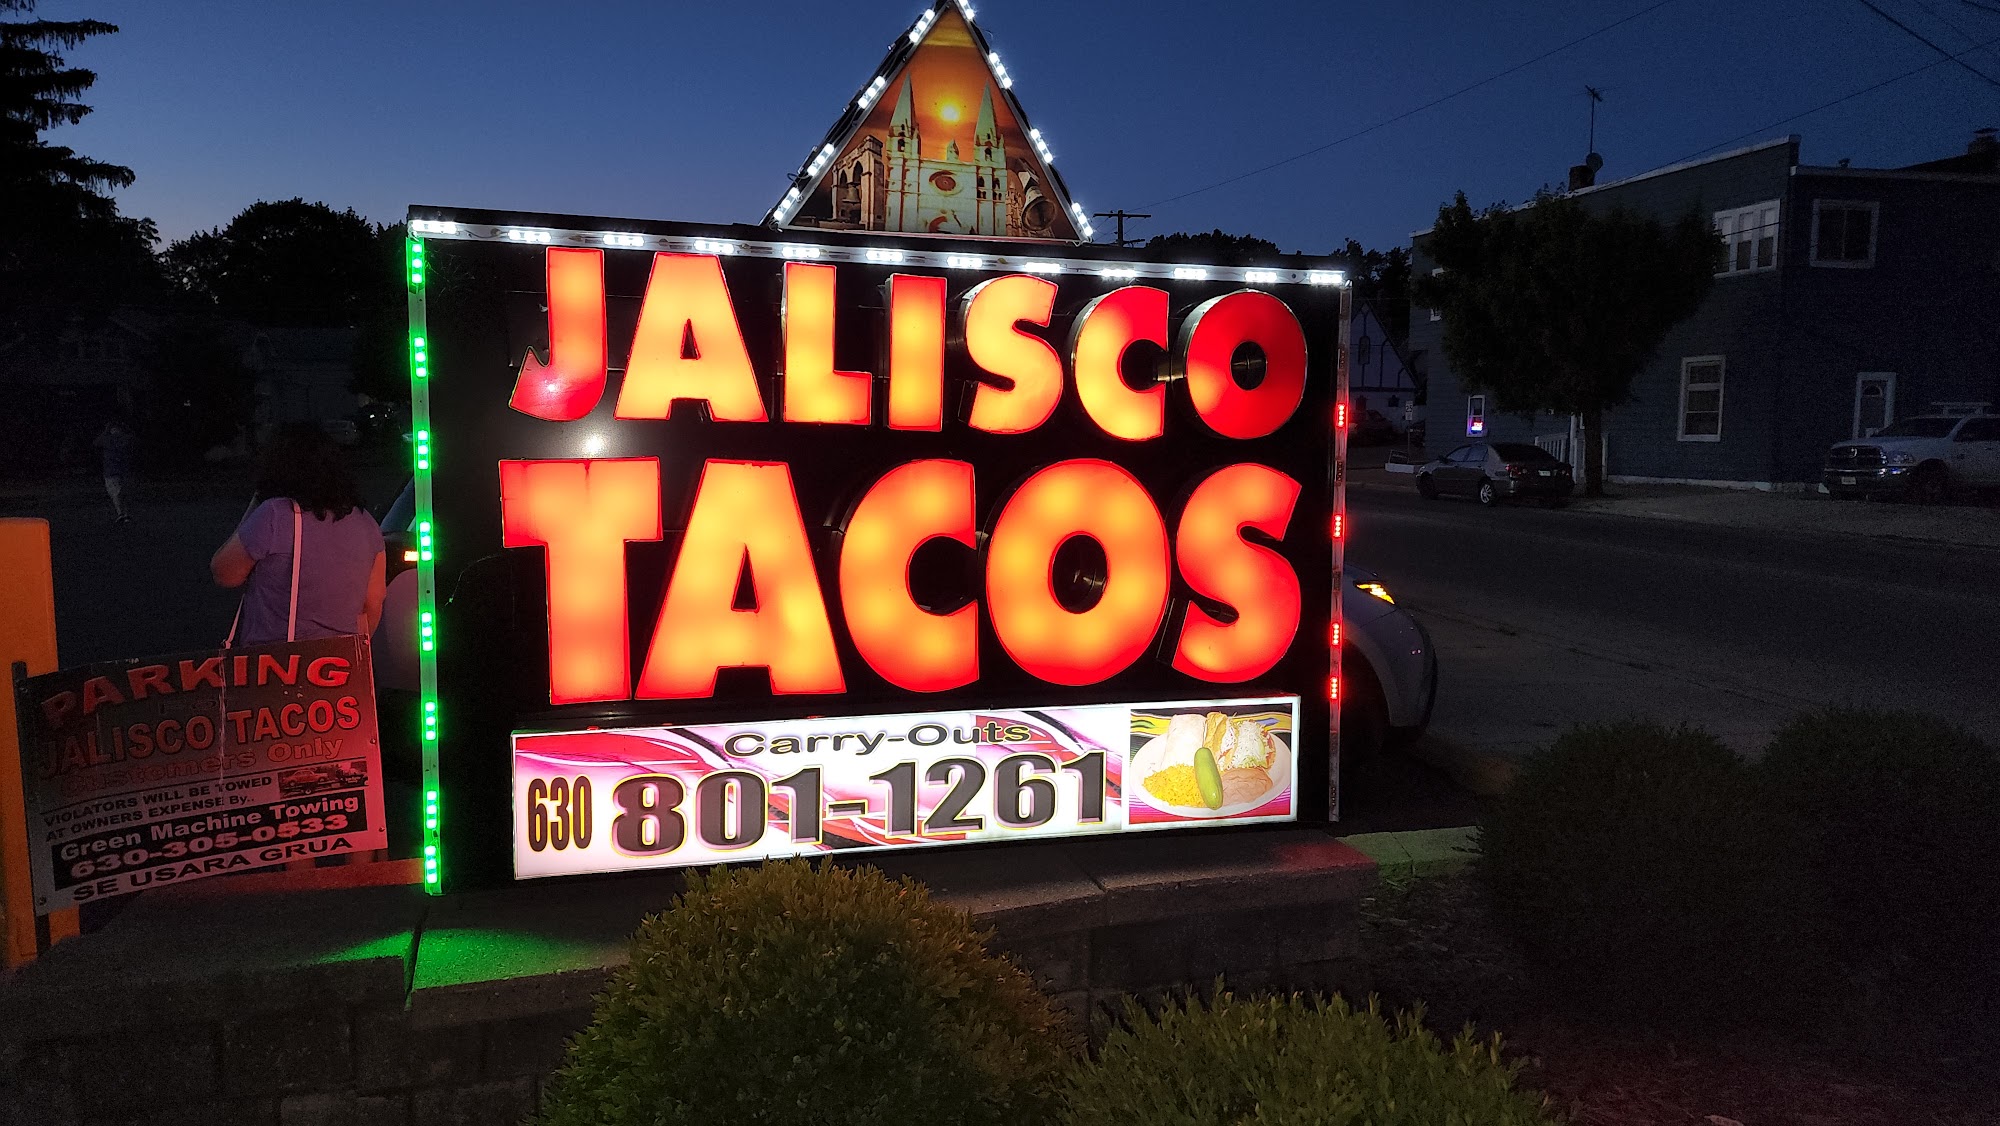 JALISCO
TACOS
Carry-Outs
630 801-1261
PARKING
JALISCO TACOS
Customers Only
VIOLATORS WILL BE TOWED
AT OWNERS EXPENSE BY..
Green Machine Towing
630-305-0533
SE USARA GRUA